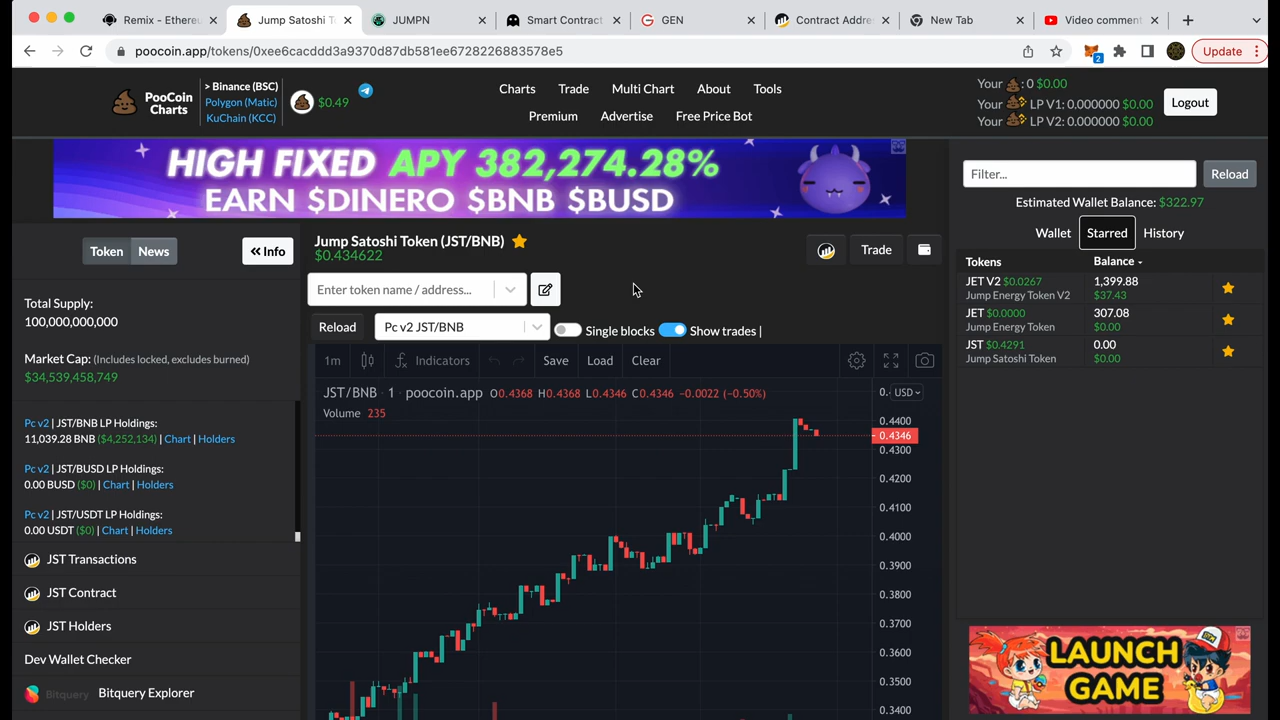 Remix - Ethereu
Jump Satoshi T
JUMPN
Smart Contract
GEN
Contract Addre
New Tab
Video comment
poocoin.app/tokens/0xee6cacddd3a9370d87db581ee6728226883578e5
2
Update
PooCoin
Charts
> Binance (BSC)
Polygon (Matic)
KuChain (KCC)
$0.49
Charts
Trade
Multi Chart
About
Tools
Premium
Advertise
Free Price Bot
Your : 0 $0.00
Your LP V1: 0.000000 $0.00
Your LP V2: 0.000000 $0.00
Logout
HIGH FIXED APY 382,274.28%
EARN $DINERO $BNB $BUSD
Token
News
« Info
Total Supply:
100,000,000,000
Market Cap: (Includes locked, excludes burned)
$34,539,458,749
Pc v2 | JST/BNB LP Holdings:
11,039.28 BNB ($4,252,134) | Chart | Holders
Pc v2 | JST/BUSD LP Holdings:
0.00 BUSD ($0) | Chart | Holders
Pc v2 | JST/USDT LP Holdings:
0.00 USDT ($0) | Chart | Holders
JST Transactions
JST Contract
JST Holders
Dev Wallet Checker
Bitquery
Bitquery Explorer
Jump Satoshi Token (JST/BNB)
$0.434622
Trade
Enter token name / address...
Reload
Pc v2 JST/BNB
Single blocks
Show trades |
1m
Indicators
Save
Load
Clear
JST/BNB · 1 · poocoin.app O0.4368 H0.4368 L0.4346 C0.4346 −0.0022 (−0.50%)
Volume 235
0.
USD
0.4400
0.4346
0.4300
0.4200
0.4100
0.4000
0.3900
0.3800
0.3700
0.3600
0.3500
0.3400
Filter...
Reload
Estimated Wallet Balance: $322.97
Wallet
Starred
History
Tokens
Balance
JET V2 $0.0267
1,399.88
Jump Energy Token V2
$37.43
JET $0.0000
307.08
Jump Energy Token
$0.00
JST $0.4291
0.00
Jump Satoshi Token
$0.00
LAUNCH
GAME